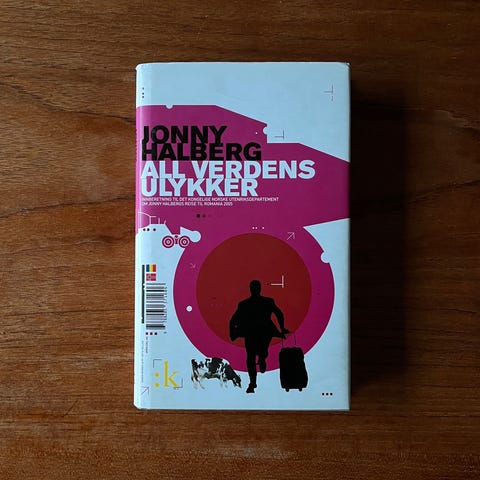 JONNY
HALBERG
ALL VERDENS
ULYKKER
INNBERETNING TIL DET KONGELIGE NORSKE UTENRIKSDEPARTEMENT
OM JONNY HALBERGS REISE TIL ROMANIA 2005
:k